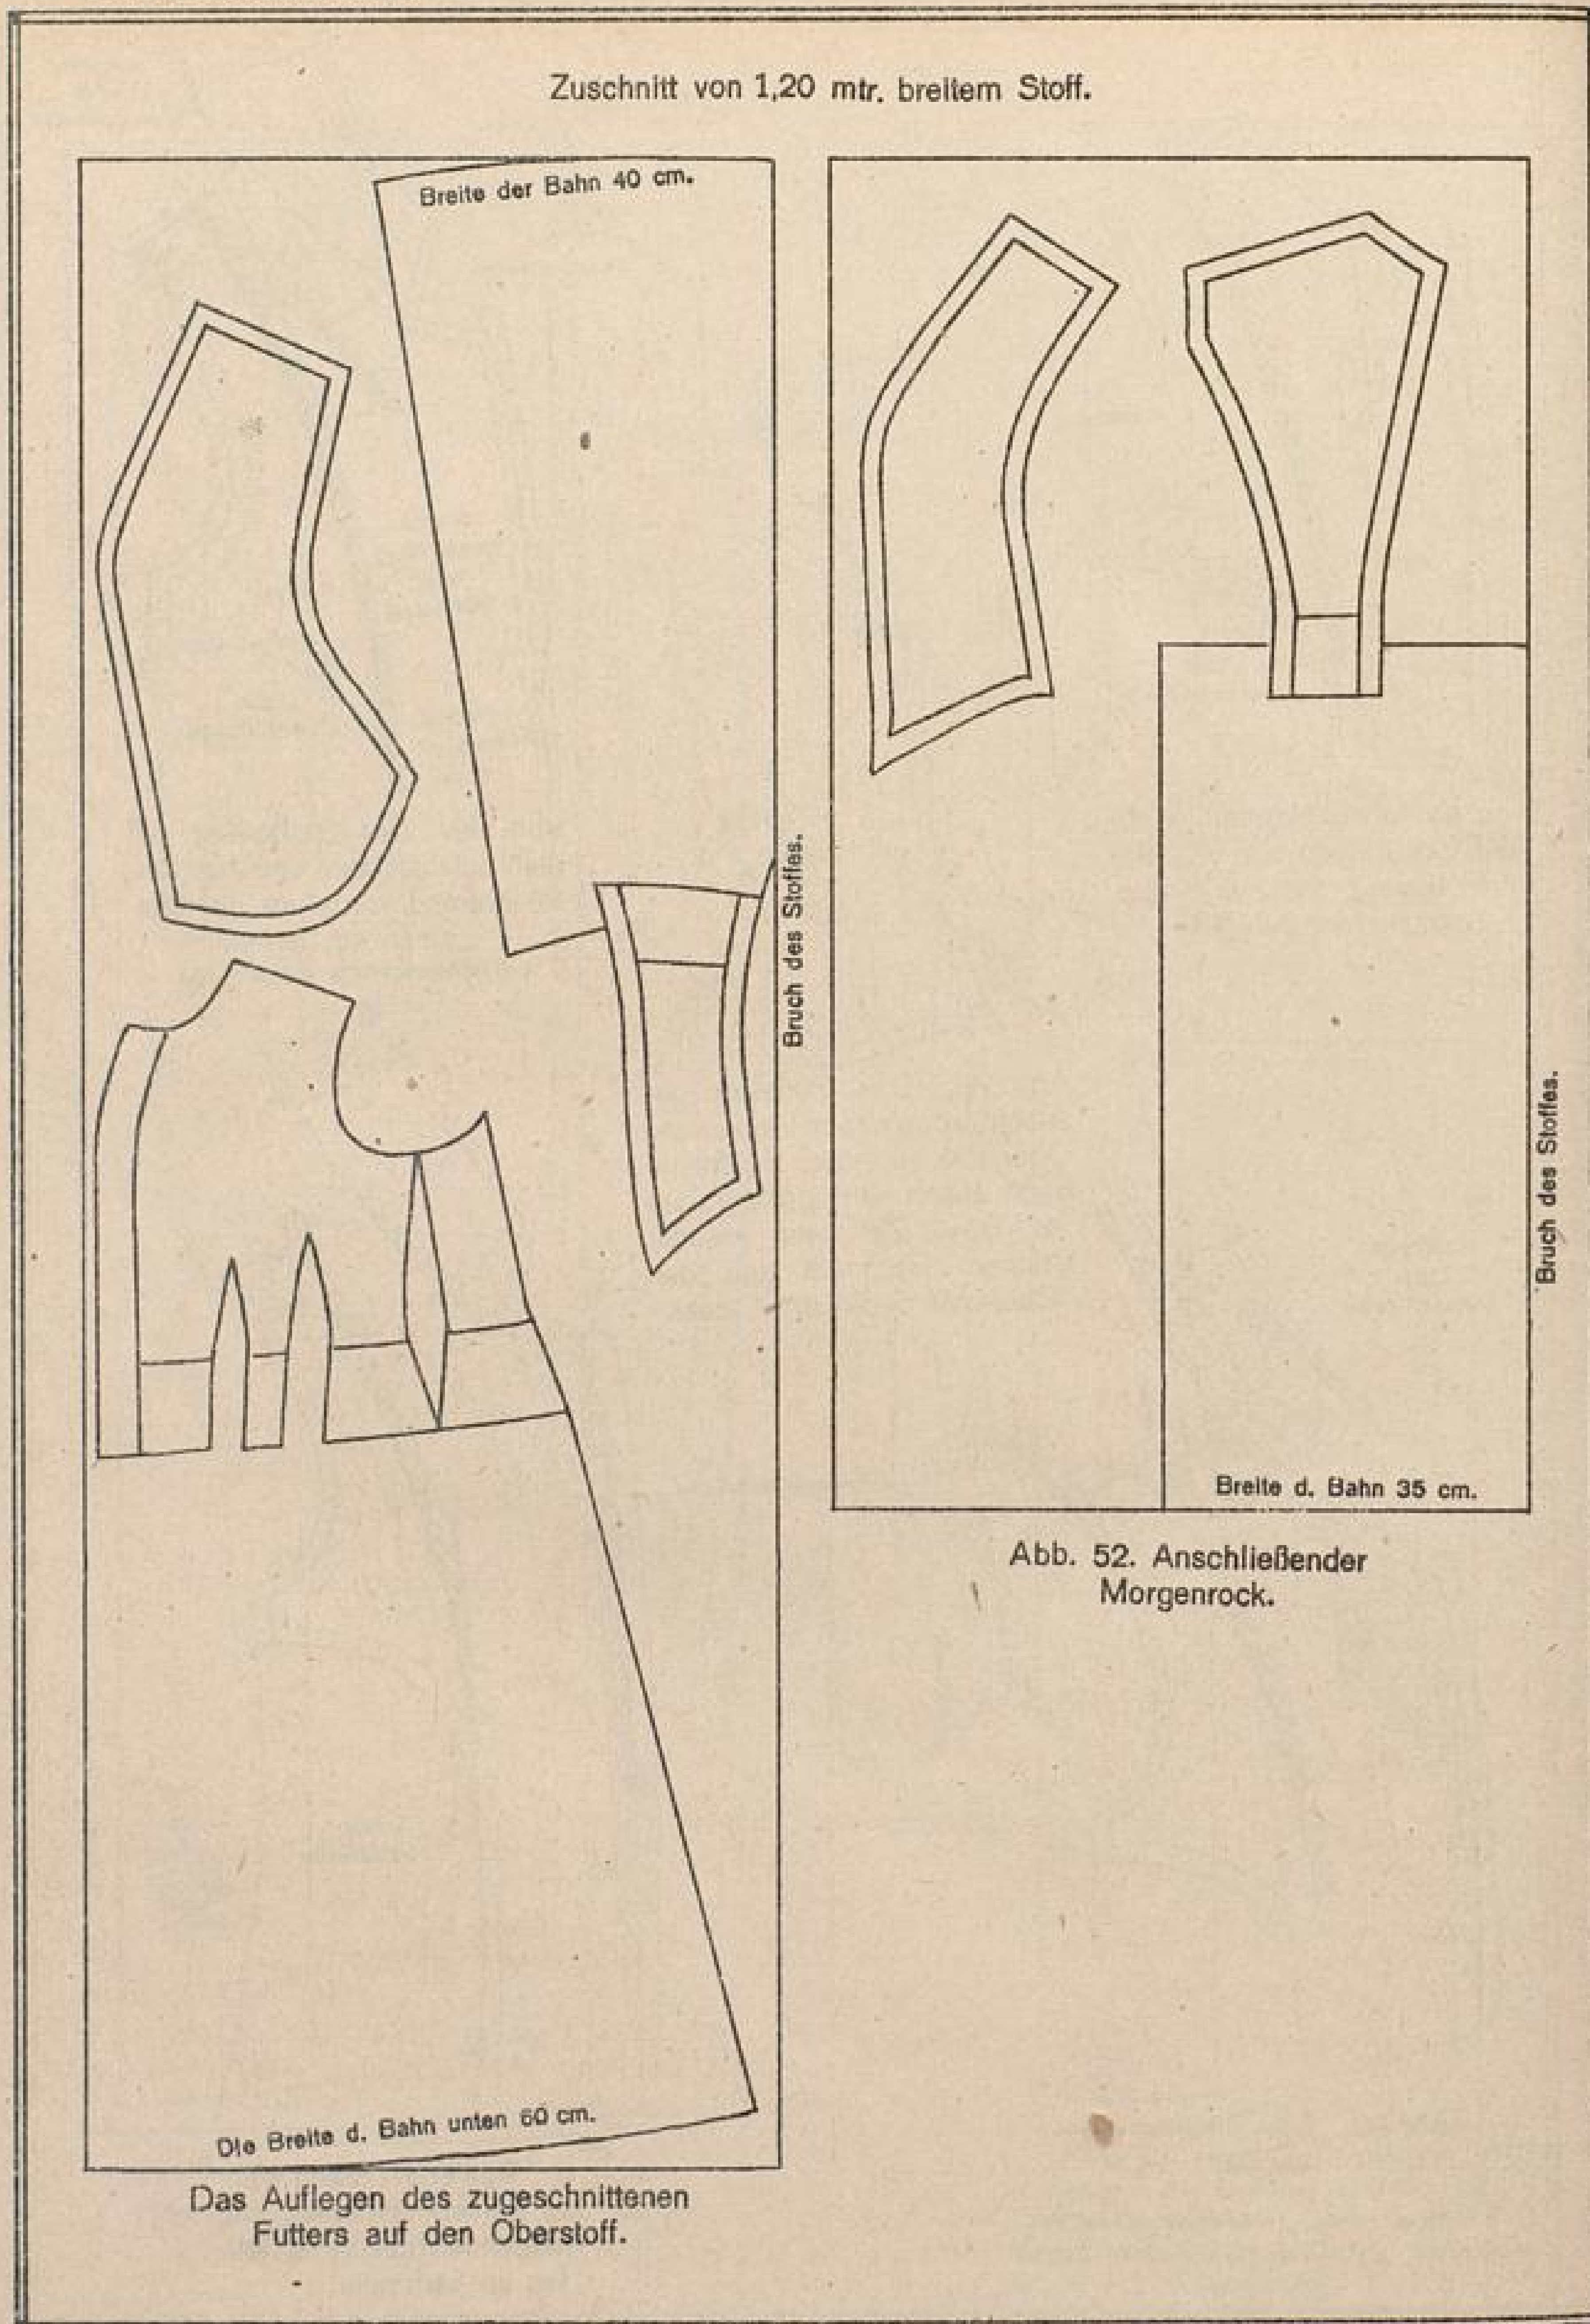 Zuschnitt von 1,20 mtr. breitem Stoff.
Breite der Bahn 40 cm.
Bruch des Stoffes.
Die Breite d. Bahn unten 60 cm.
Das Auflegen des zugeschnittenen
Futters auf den Oberstoff.
Bruch des Stoffes.
Breite d. Bahn 35 cm.
Abb. 52. Anschließender
Morgenrock.